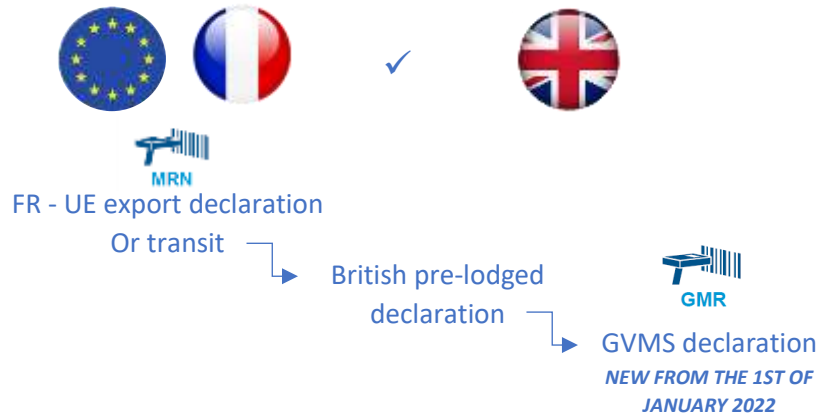 MRN
FR - UE export declaration
Or transit
British pre-lodged
declaration
GMR
GVMS declaration
NEW FROM THE 1ST OF
JANUARY 2022